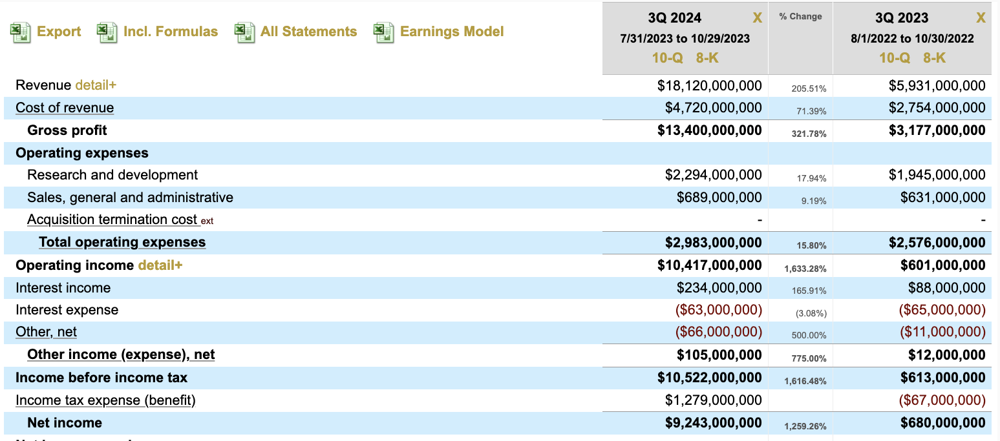 Export Incl. Formulas All Statements Earnings Model
3Q 2024 X % Change 3Q 2023 X
7/31/2023 to 10/29/2023 8/1/2022 to 10/30/2022
10-Q 8-K 10-Q 8-K
Revenue detail+ $18,120,000,000 205.51% $5,931,000,000
Cost of revenue $4,720,000,000 71.39% $2,754,000,000
Gross profit $13,400,000,000 321.78% $3,177,000,000
Operating expenses
Research and development $2,294,000,000 17.94% $1,945,000,000
Sales, general and administrative $689,000,000 9.19% $631,000,000
Acquisition termination cost ext - -
Total operating expenses $2,983,000,000 15.80% $2,576,000,000
Operating income detail+ $10,417,000,000 1,633.28% $601,000,000
Interest income $234,000,000 165.91% $88,000,000
Interest expense ($63,000,000) (3.08%) ($65,000,000)
Other, net ($66,000,000) 500.00% ($11,000,000)
Other income (expense), net $105,000,000 775.00% $12,000,000
Income before income tax $10,522,000,000 1,616.48% $613,000,000
Income tax expense (benefit) $1,279,000,000 ($67,000,000)
Net income $9,243,000,000 1,259.26% $680,000,000